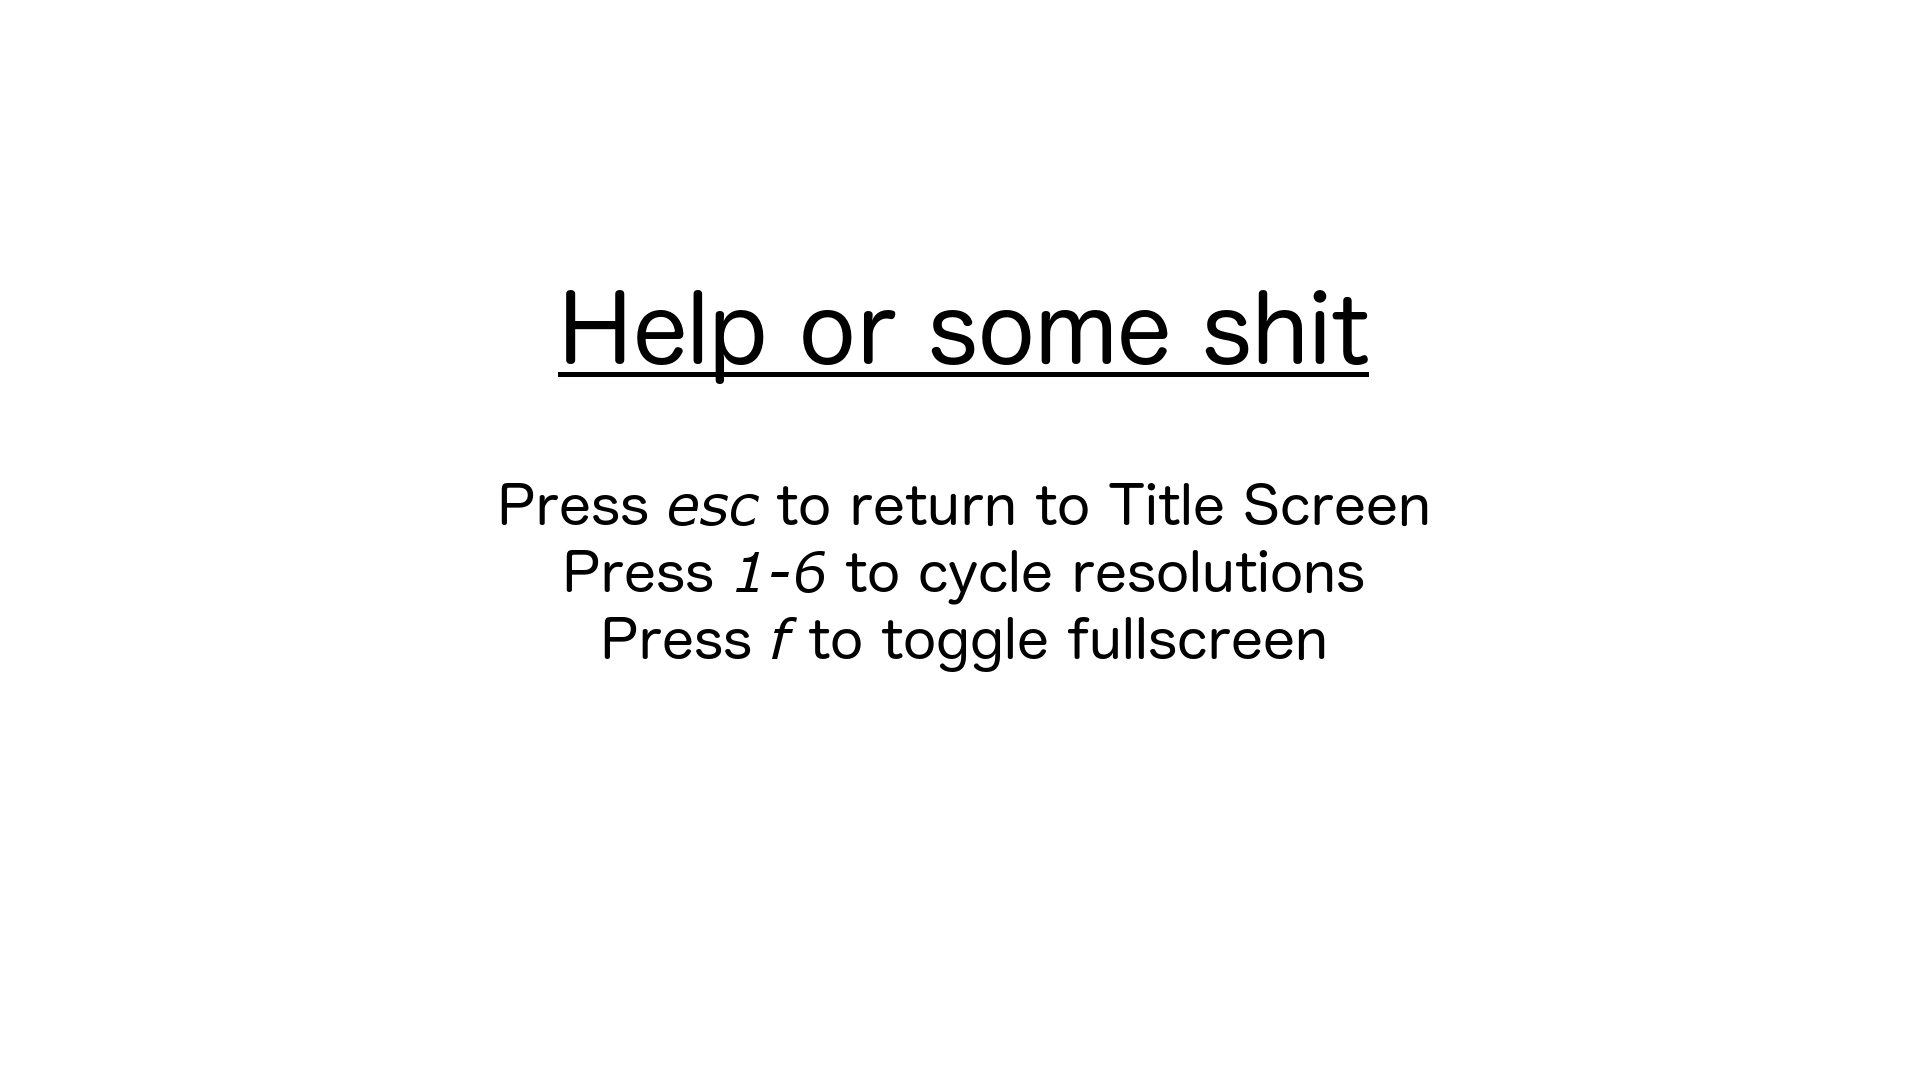 Help or some shit
Press esc to return to Title Screen
Press 1-6 to cycle resolutions
Press f to toggle fullscreen